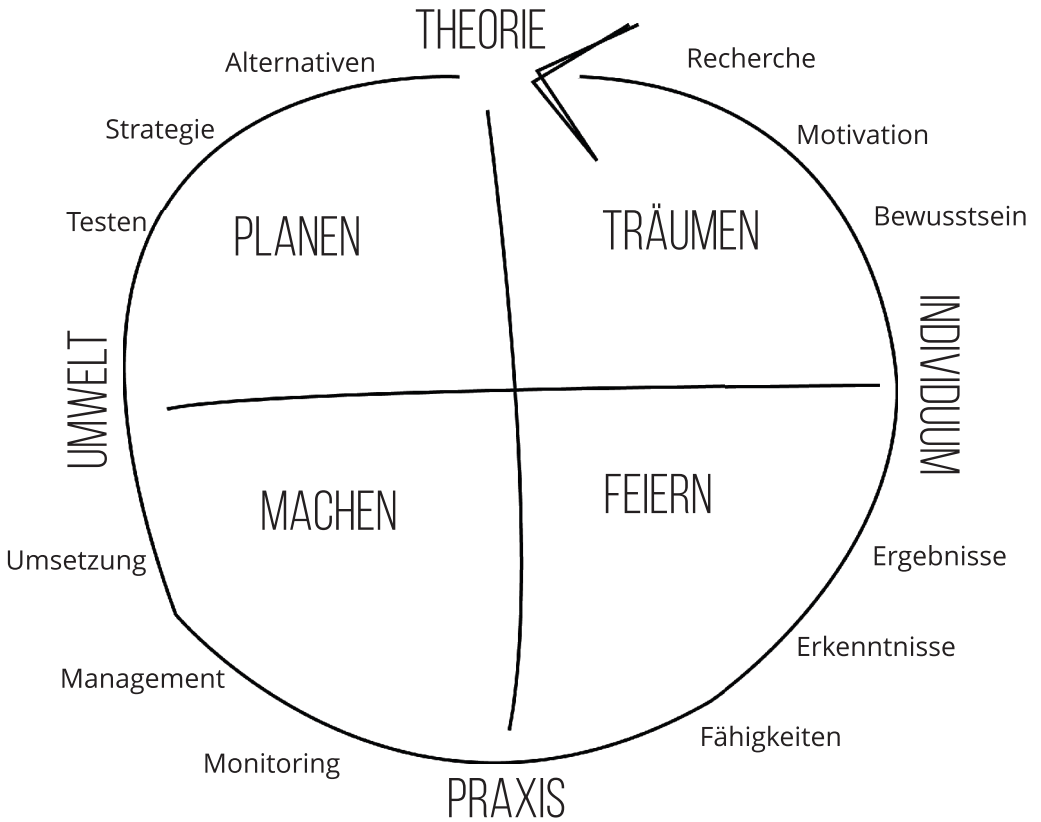 THEORIE
Alternativen
Recherche
Strategie
Motivation
Testen
Bewusstsein
PLANEN
TRÄUMEN
UMWELT
INDIVIDUUM
MACHEN
FEIERN
Umsetzung
Ergebnisse
Erkenntnisse
Management
Fähigkeiten
Monitoring
PRAXIS